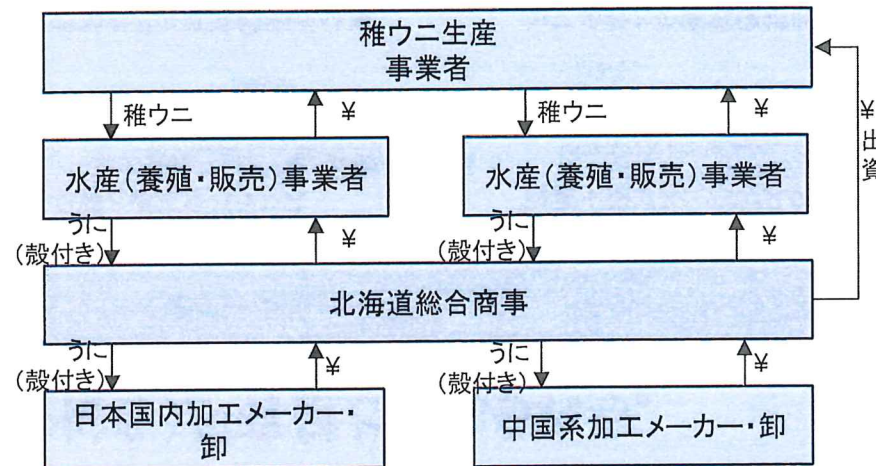 稚ウニ生産
事業者
稚ウニ
¥
稚ウニ
¥
¥
出
資
水産(養殖・販売)事業者
水産(養殖・販売)事業者
うに
(殻付き)
¥
うに
(殻付き)
¥
北海道総合商事
うに
(殻付き)
¥
うに
(殻付き)
¥
日本国内加工メーカー・
卸
中国系加工メーカー・卸